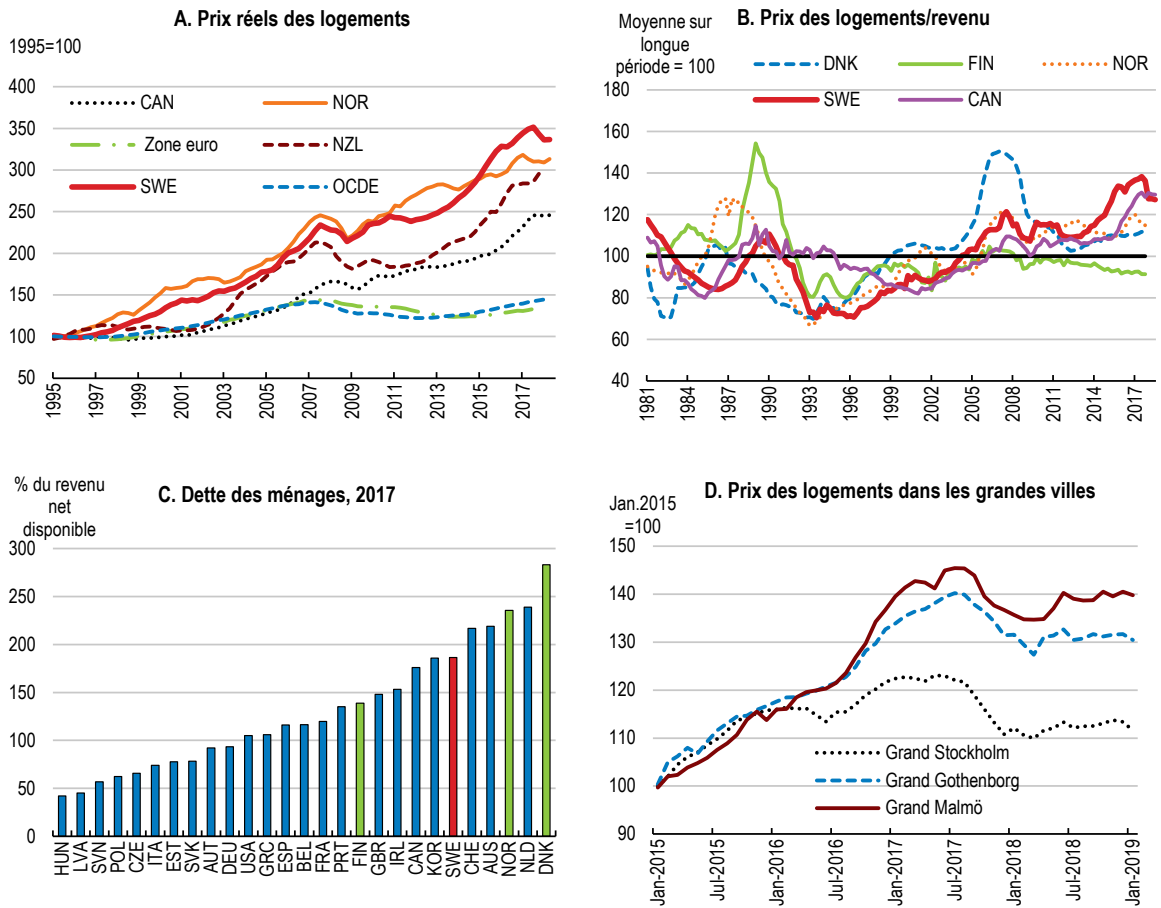 A. Prix réels des logements
1995=100
400
350
300
250
200
150
100
50
CAN
NOR
Zone euro
NZL
SWE
OCDE
1995
1997
1999
2001
2003
2005
2007
2009
2011
2013
2015
2017
B. Prix des logements/revenu
Moyenne sur
longue
période = 100
DNK
FIN
NOR
SWE
CAN
180
160
140
120
100
80
60
40
1981
1984
1987
1990
1993
1996
1999
2002
2005
2008
2011
2014
2017
C. Dette des ménages, 2017
% du revenu
net
disponible
300
250
200
150
100
50
0
HUN
LVA
SVN
POL
CZE
ITA
EST
SVK
AUT
DEU
USA
GRC
ESP
BEL
FRA
PRT
FIN
GBR
IRL
CAN
KOR
SWE
CHE
AUS
NOR
NLD
DNK
D. Prix des logements dans les grandes villes
Jan.2015
=100
150
140
130
120
110
100
90
Grand Stockholm
Grand Gothenborg
Grand Malmö
Jan-2015
Jul-2015
Jan-2016
Jul-2016
Jan-2017
Jul-2017
Jan-2018
Jul-2018
Jan-2019